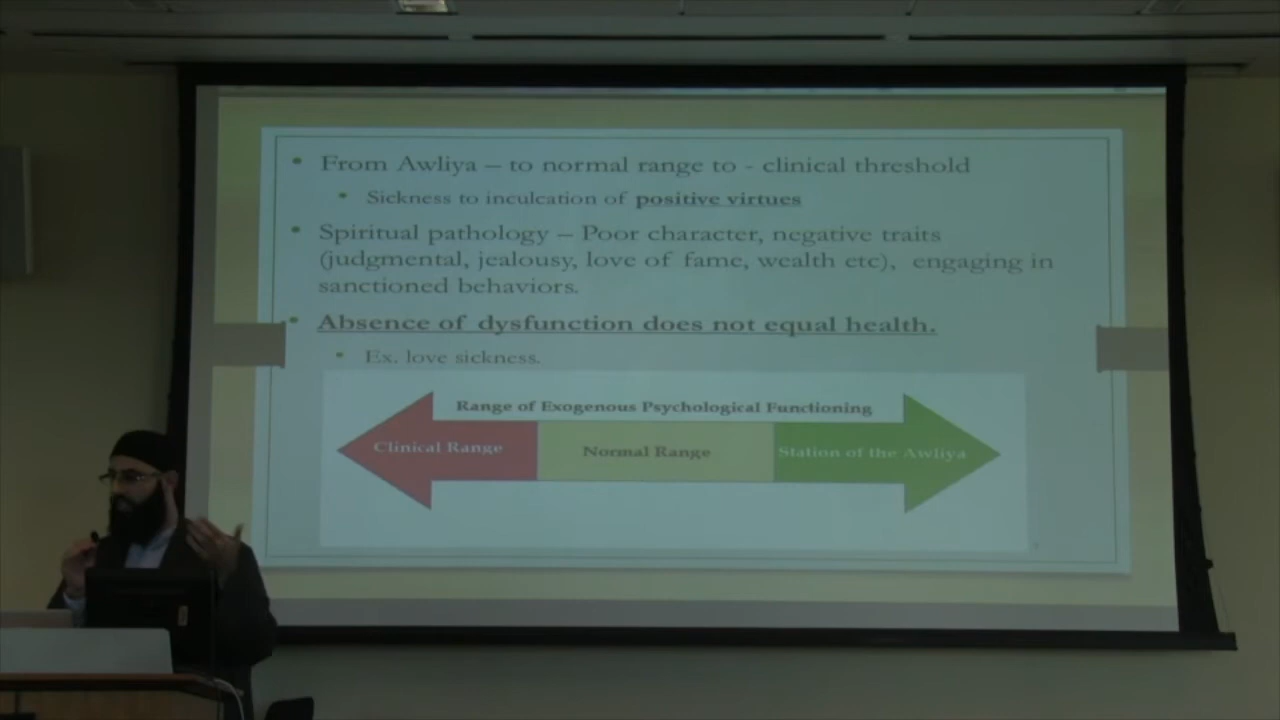 From Awliya – to normal range to - clinical threshold
Sickness to inculcation of positive virtues
Spiritual pathology – Poor character, negative traits
(judgmental, jealousy, love of fame, wealth etc), engaging in
sanctioned behaviors.
Absence of dysfunction does not equal health.
Ex. love sickness.
Range of Exogenous Psychological Functioning
Clinical Range
Normal Range
Station of the Awliya